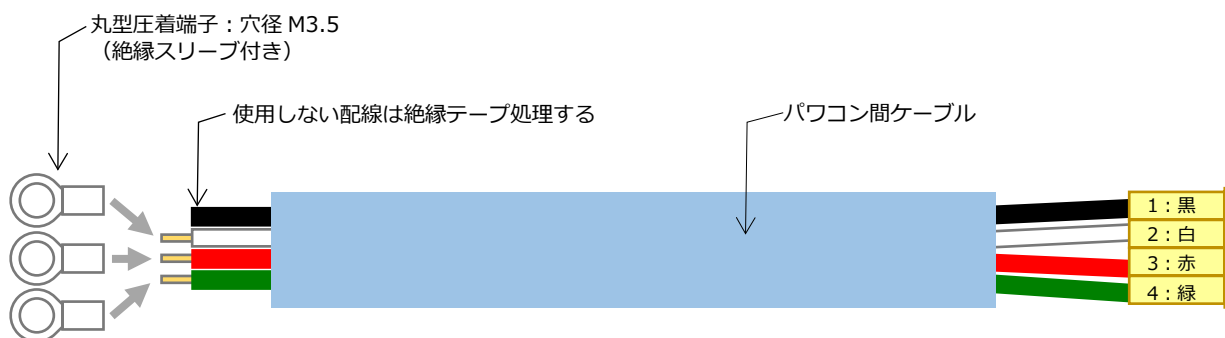 丸型圧着端子：穴径 M3.5
（絶縁スリーブ付き）
使用しない配線は絶縁テープ処理する
パワコン間ケーブル
1：黒
2：白
3：赤
4：緑